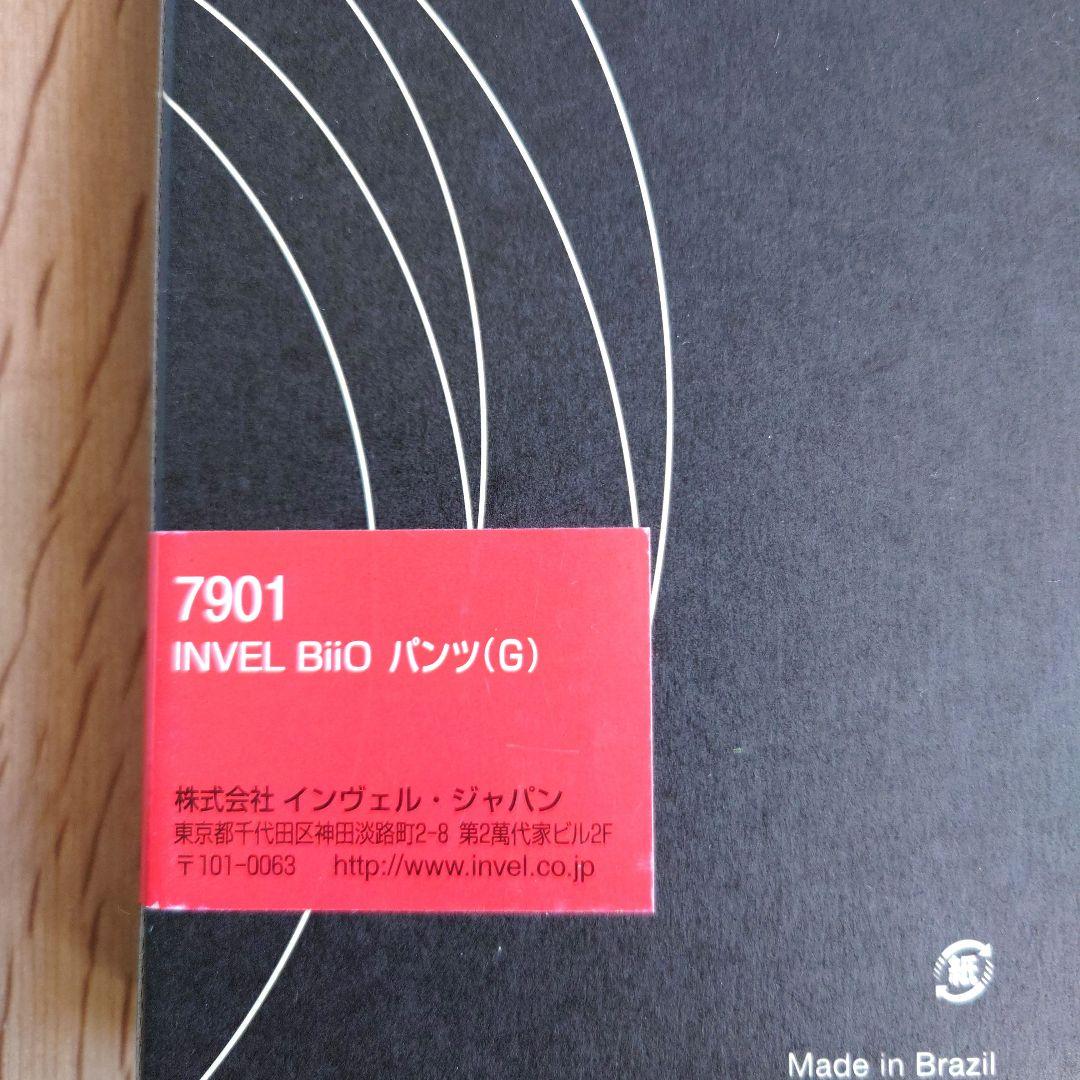 7901
INVEL BiiO パンツ(G)
株式会社 インヴェル・ジャパン
東京都千代田区神田淡路町2-8 第2萬代家ビル2F
〒101-0063 http://www.invel.co.jp
紙
Made in Brazil